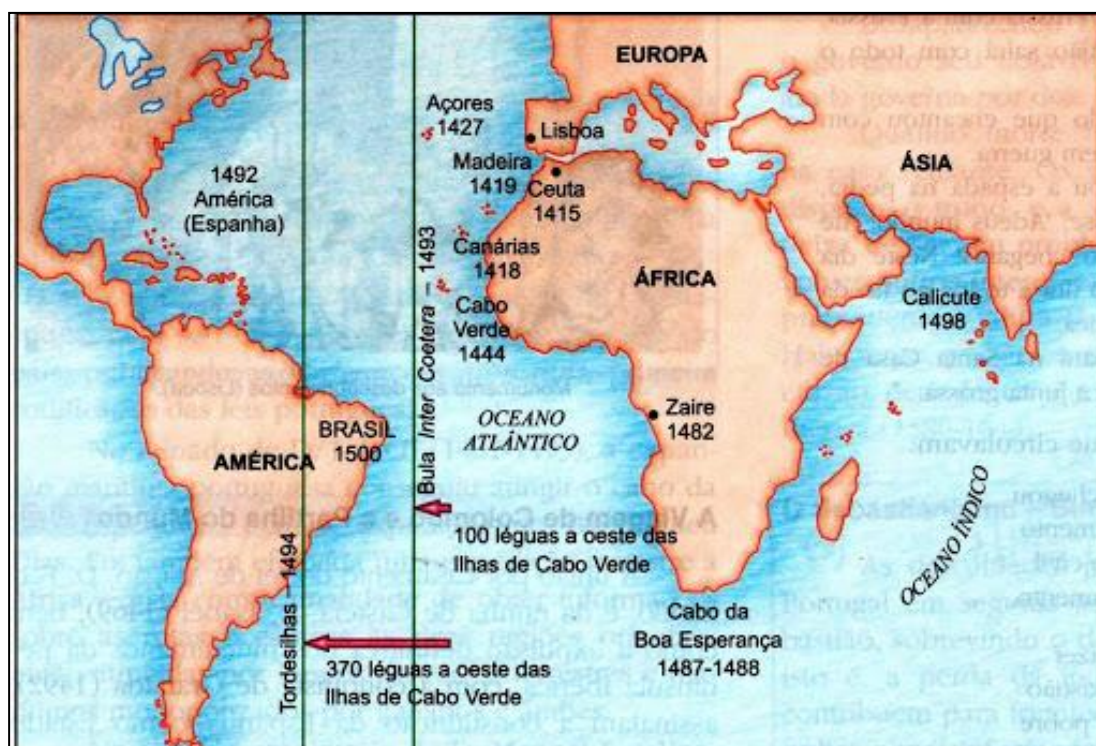 EUROPA
Açores
1427
Lisboa
ÁSIA
Madeira
1419
Ceuta
1415
1492
América
(Espanha)
Canárias
1418
ÁFRICA
Calicute
1498
Cabo
Verde
1444
Bula Inter Coetera – 1493
OCEANO
ATLÂNTICO
Zaire
1482
BRASIL
1500
AMÉRICA
A Viagem de Colombo e a Partilha do Mundo
100 léguas a oeste das
Ilhas de Cabo Verde
OCEANO ÍNDICO
Tordesilhas – 1494
Cabo da
Boa Esperança
1487-1488
370 léguas a oeste das
Ilhas de Cabo Verde